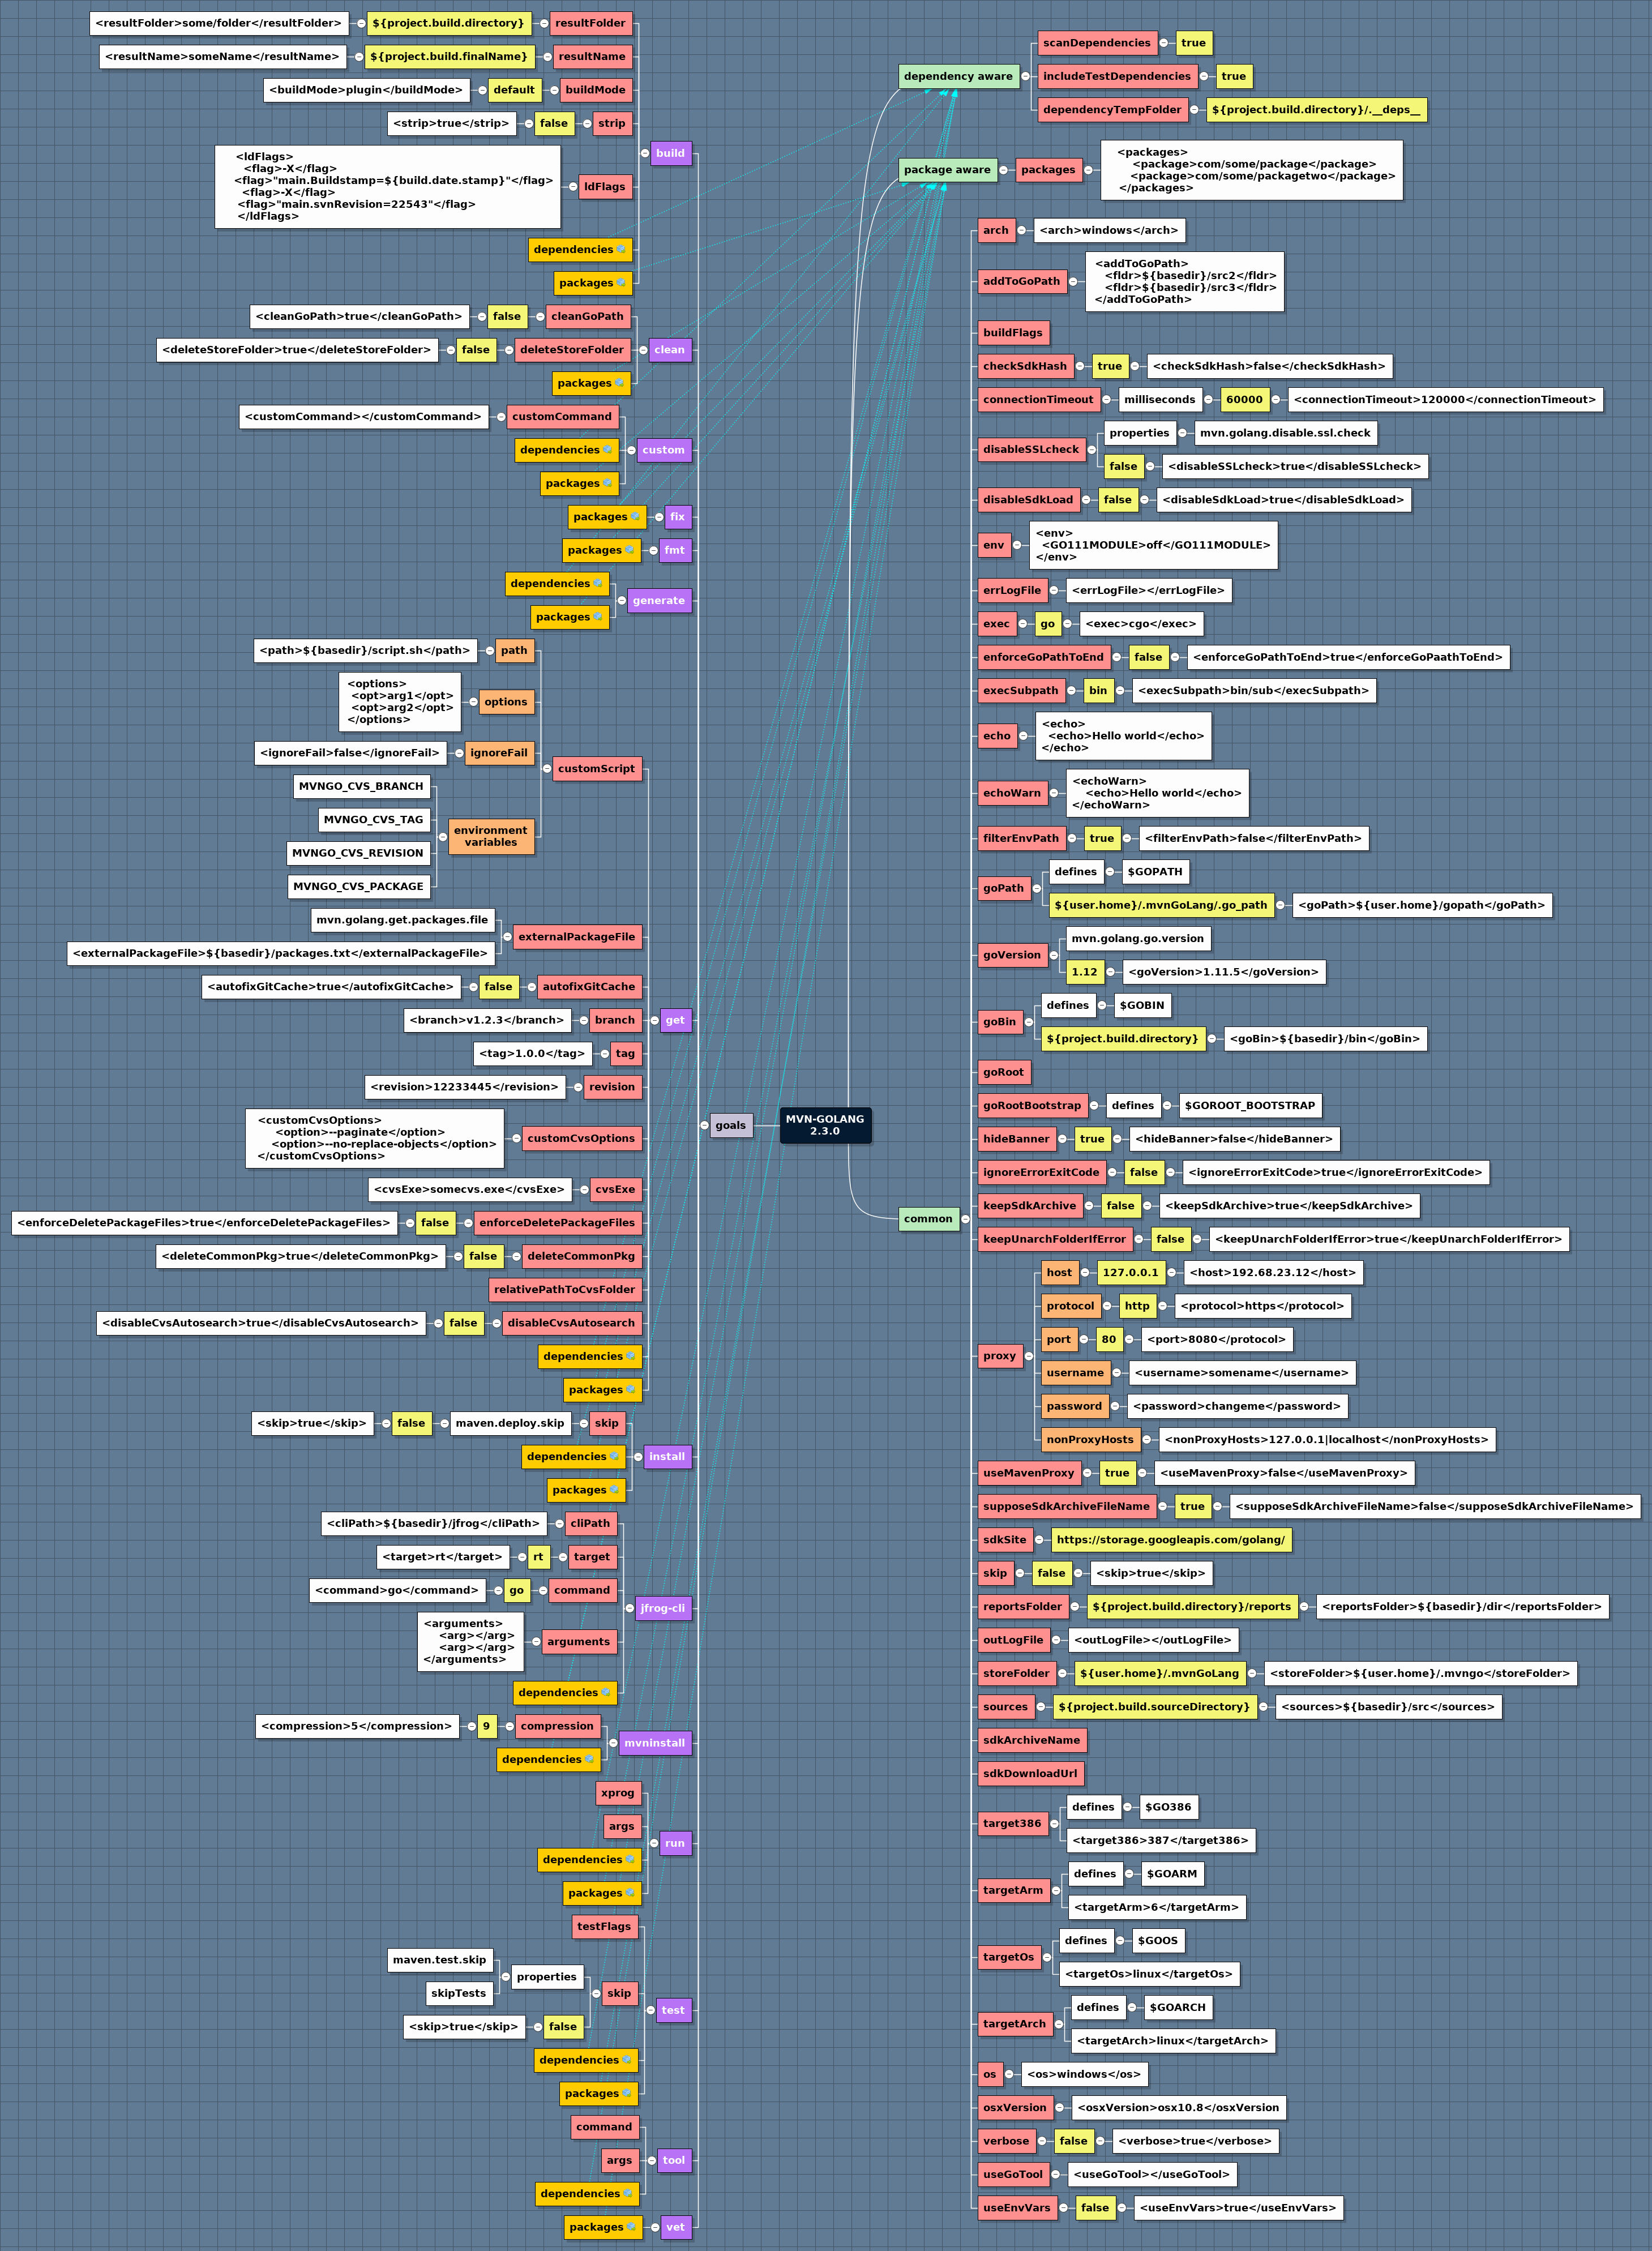 MVN-GOLANG
2.3.0
goals
build
resultFolder
${project.build.directory}
<resultFolder>some/folder</resultFolder>
resultName
${project.build.finalName}
<resultName>someName</resultName>
buildMode
default
<buildMode>plugin</buildMode>
strip
false
<strip>true</strip>
ldFlags
<ldFlags>
<flag>-X</flag>
<flag>"main.Buildstamp=${build.date.stamp}"</flag>
<flag>-X</flag>
<flag>"main.svnRevision=22543"</flag>
</ldFlags>
dependencies
packages
clean
cleanGoPath
false
<cleanGoPath>true</cleanGoPath>
deleteStoreFolder
false
<deleteStoreFolder>true</deleteStoreFolder>
packages
custom
customCommand
<customCommand></customCommand>
dependencies
packages
fix
packages
fmt
packages
generate
dependencies
packages
get
customScript
path
<path>${basedir}/script.sh</path>
options
<options>
<opt>arg1</opt>
<opt>arg2</opt>
</options>
ignoreFail
<ignoreFail>false</ignoreFail>
environment
variables
MVNGO_CVS_BRANCH
MVNGO_CVS_TAG
MVNGO_CVS_REVISION
MVNGO_CVS_PACKAGE
externalPackageFile
mvn.golang.get.packages.file
<externalPackageFile>${basedir}/packages.txt</externalPackageFile>
autofixGitCache
false
<autofixGitCache>true</autofixGitCache>
branch
<branch>v1.2.3</branch>
tag
<tag>1.0.0</tag>
revision
<revision>12233445</revision>
customCvsOptions
<customCvsOptions>
<option>--paginate</option>
<option>--no-replace-objects</option>
</customCvsOptions>
cvsExe
<cvsExe>somecvs.exe</cvsExe>
enforceDeletePackageFiles
false
<enforceDeletePackageFiles>true</enforceDeletePackageFiles>
deleteCommonPkg
false
<deleteCommonPkg>true</deleteCommonPkg>
relativePathToCvsFolder
disableCvsAutosearch
false
<disableCvsAutosearch>true</disableCvsAutosearch>
dependencies
packages
install
skip
maven.deploy.skip
false
<skip>true</skip>
dependencies
packages
jfrog-cli
cliPath
<cliPath>${basedir}/jfrog</cliPath>
target
rt
<target>rt</target>
command
go
<command>go</command>
arguments
<arguments>
<arg></arg>
<arg></arg>
</arguments>
dependencies
mvninstall
compression
9
<compression>5</compression>
dependencies
run
xprog
args
dependencies
packages
test
testFlags
skip
properties
maven.test.skip
skipTests
false
<skip>true</skip>
dependencies
packages
tool
command
args
dependencies
vet
packages
dependency aware
scanDependencies
true
includeTestDependencies
true
dependencyTempFolder
${project.build.directory}/.__deps__
package aware
packages
<packages>
<package>com/some/package</package>
<package>com/some/packagetwo</package>
</packages>
common
arch
<arch>windows</arch>
addToGoPath
<addToGoPath>
<fldr>${basedir}/src2</fldr>
<fldr>${basedir}/src3</fldr>
</addToGoPath>
buildFlags
checkSdkHash
true
<checkSdkHash>false</checkSdkHash>
connectionTimeout
milliseconds
60000
<connectionTimeout>120000</connectionTimeout>
disableSSLcheck
properties
mvn.golang.disable.ssl.check
false
<disableSSLcheck>true</disableSSLcheck>
disableSdkLoad
false
<disableSdkLoad>true</disableSdkLoad>
env
<env>
<GO111MODULE>off</GO111MODULE>
</env>
errLogFile
<errLogFile></errLogFile>
exec
go
<exec>cgo</exec>
enforceGoPathToEnd
false
<enforceGoPathToEnd>true</enforceGoPaathToEnd>
execSubpath
bin
<execSubpath>bin/sub</execSubpath>
echo
<echo>
<echo>Hello world</echo>
</echo>
echoWarn
<echoWarn>
<echo>Hello world</echo>
</echoWarn>
filterEnvPath
true
<filterEnvPath>false</filterEnvPath>
goPath
defines
$GOPATH
${user.home}/.mvnGoLang/.go_path
<goPath>${user.home}/gopath</goPath>
goVersion
mvn.golang.go.version
1.12
<goVersion>1.11.5</goVersion>
goBin
defines
$GOBIN
${project.build.directory}
<goBin>${basedir}/bin</goBin>
goRoot
goRootBootstrap
defines
$GOROOT_BOOTSTRAP
hideBanner
true
<hideBanner>false</hideBanner>
ignoreErrorExitCode
false
<ignoreErrorExitCode>true</ignoreErrorExitCode>
keepSdkArchive
false
<keepSdkArchive>true</keepSdkArchive>
keepUnarchFolderIfError
false
<keepUnarchFolderIfError>true</keepUnarchFolderIfError>
proxy
host
127.0.0.1
<host>192.68.23.12</host>
protocol
http
<protocol>https</protocol>
port
80
<port>8080</protocol>
username
<username>somename</username>
password
<password>changeme</password>
nonProxyHosts
<nonProxyHosts>127.0.0.1|localhost</nonProxyHosts>
useMavenProxy
true
<useMavenProxy>false</useMavenProxy>
supposeSdkArchiveFileName
true
<supposeSdkArchiveFileName>false</supposeSdkArchiveFileName>
sdkSite
https://storage.googleapis.com/golang/
skip
false
<skip>true</skip>
reportsFolder
${project.build.directory}/reports
<reportsFolder>${basedir}/dir</reportsFolder>
outLogFile
<outLogFile></outLogFile>
storeFolder
${user.home}/.mvnGoLang
<storeFolder>${user.home}/.mvngo</storeFolder>
sources
${project.build.sourceDirectory}
<sources>${basedir}/src</sources>
sdkArchiveName
sdkDownloadUrl
target386
defines
$GO386
<target386>387</target386>
targetArm
defines
$GOARM
<targetArm>6</targetArm>
targetOs
defines
$GOOS
<targetOs>linux</targetOs>
targetArch
defines
$GOARCH
<targetArch>linux</targetArch>
os
<os>windows</os>
osxVersion
<osxVersion>osx10.8</osxVersion
verbose
false
<verbose>true</verbose>
useGoTool
<useGoTool></useGoTool>
useEnvVars
false
<useEnvVars>true</useEnvVars>